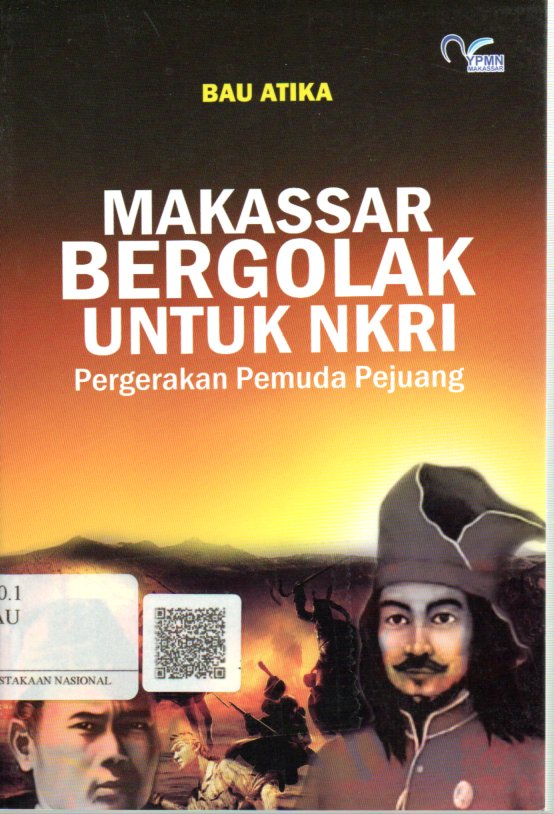 YPMN
MAKASSAR
BAU ATIKA
MAKASSAR
BERGOLAK
UNTUK NKRI
Pergerakan Pemuda Pejuang
0.1
AU
STAKAAN NASIONAL